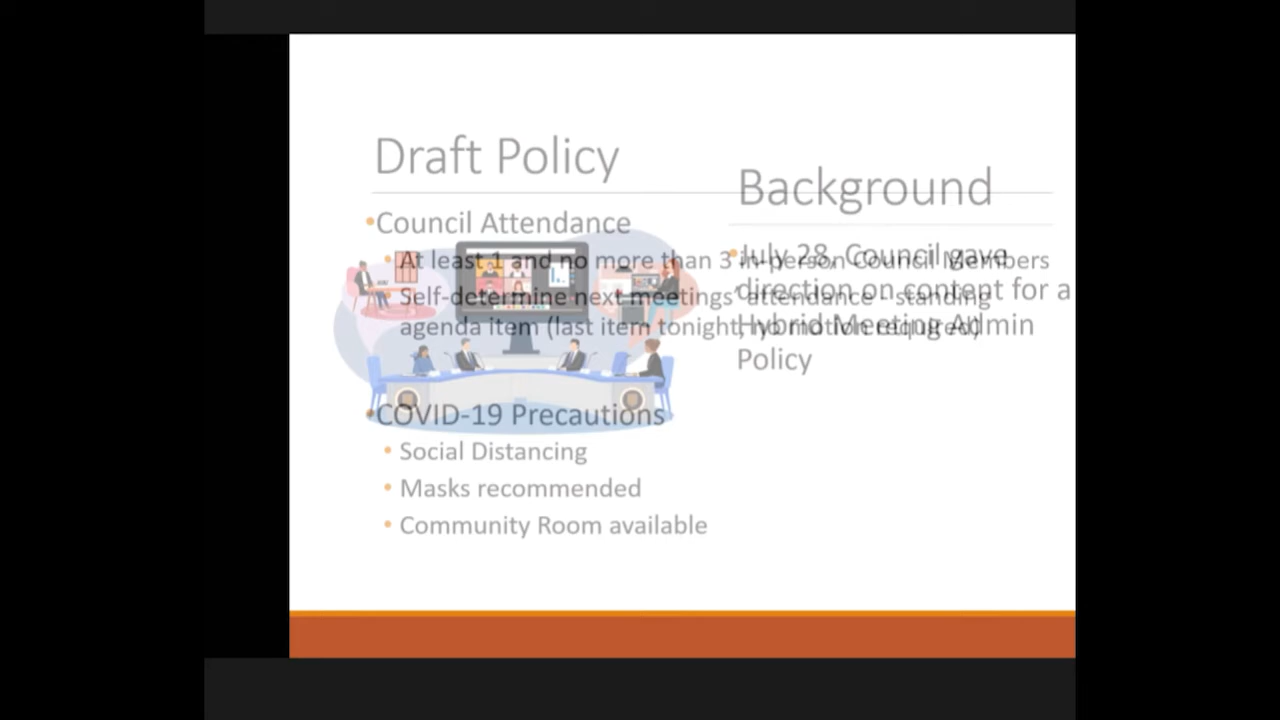 Draft Policy
•Council Attendance
• At least 1 and no more than 3 in-person Council Members
• Self-determine next meetings' attendance - standing
agenda item (last item tonight, no motion required)
•COVID-19 Precautions
• Social Distancing
• Masks recommended
• Community Room available
Background
•July 28, Council gave
direction on content for a
Hybrid Meeting Admin
Policy